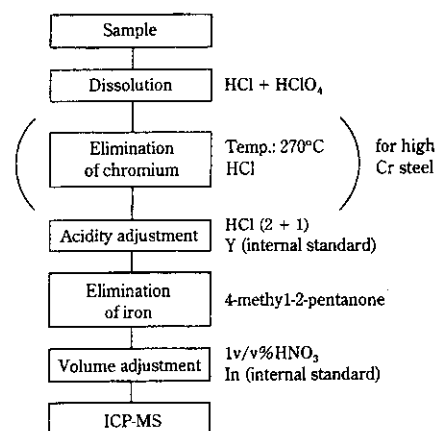 Sample
Dissolution HCl + HClO₄
Elimination
of chromium
Temp.: 270°C
HCl
for high
Cr steel
Acidity adjustment
HCl (2 + 1)
Y (internal standard)
Elimination
of iron
4-methy1-2-pentanone
Volume adjustment
1v/v%HNO₃
In (internal standard)
ICP-MS